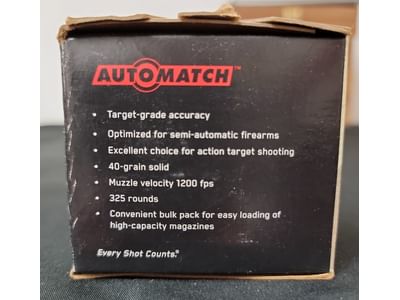 AUTOMATCH™
• Target-grade accuracy
• Optimized for semi-automatic firearms
• Excellent choice for action target shooting
• 40-grain solid
• Muzzle velocity 1200 fps
• 325 rounds
• Convenient bulk pack for easy loading of
high-capacity magazines
Every Shot Counts.®